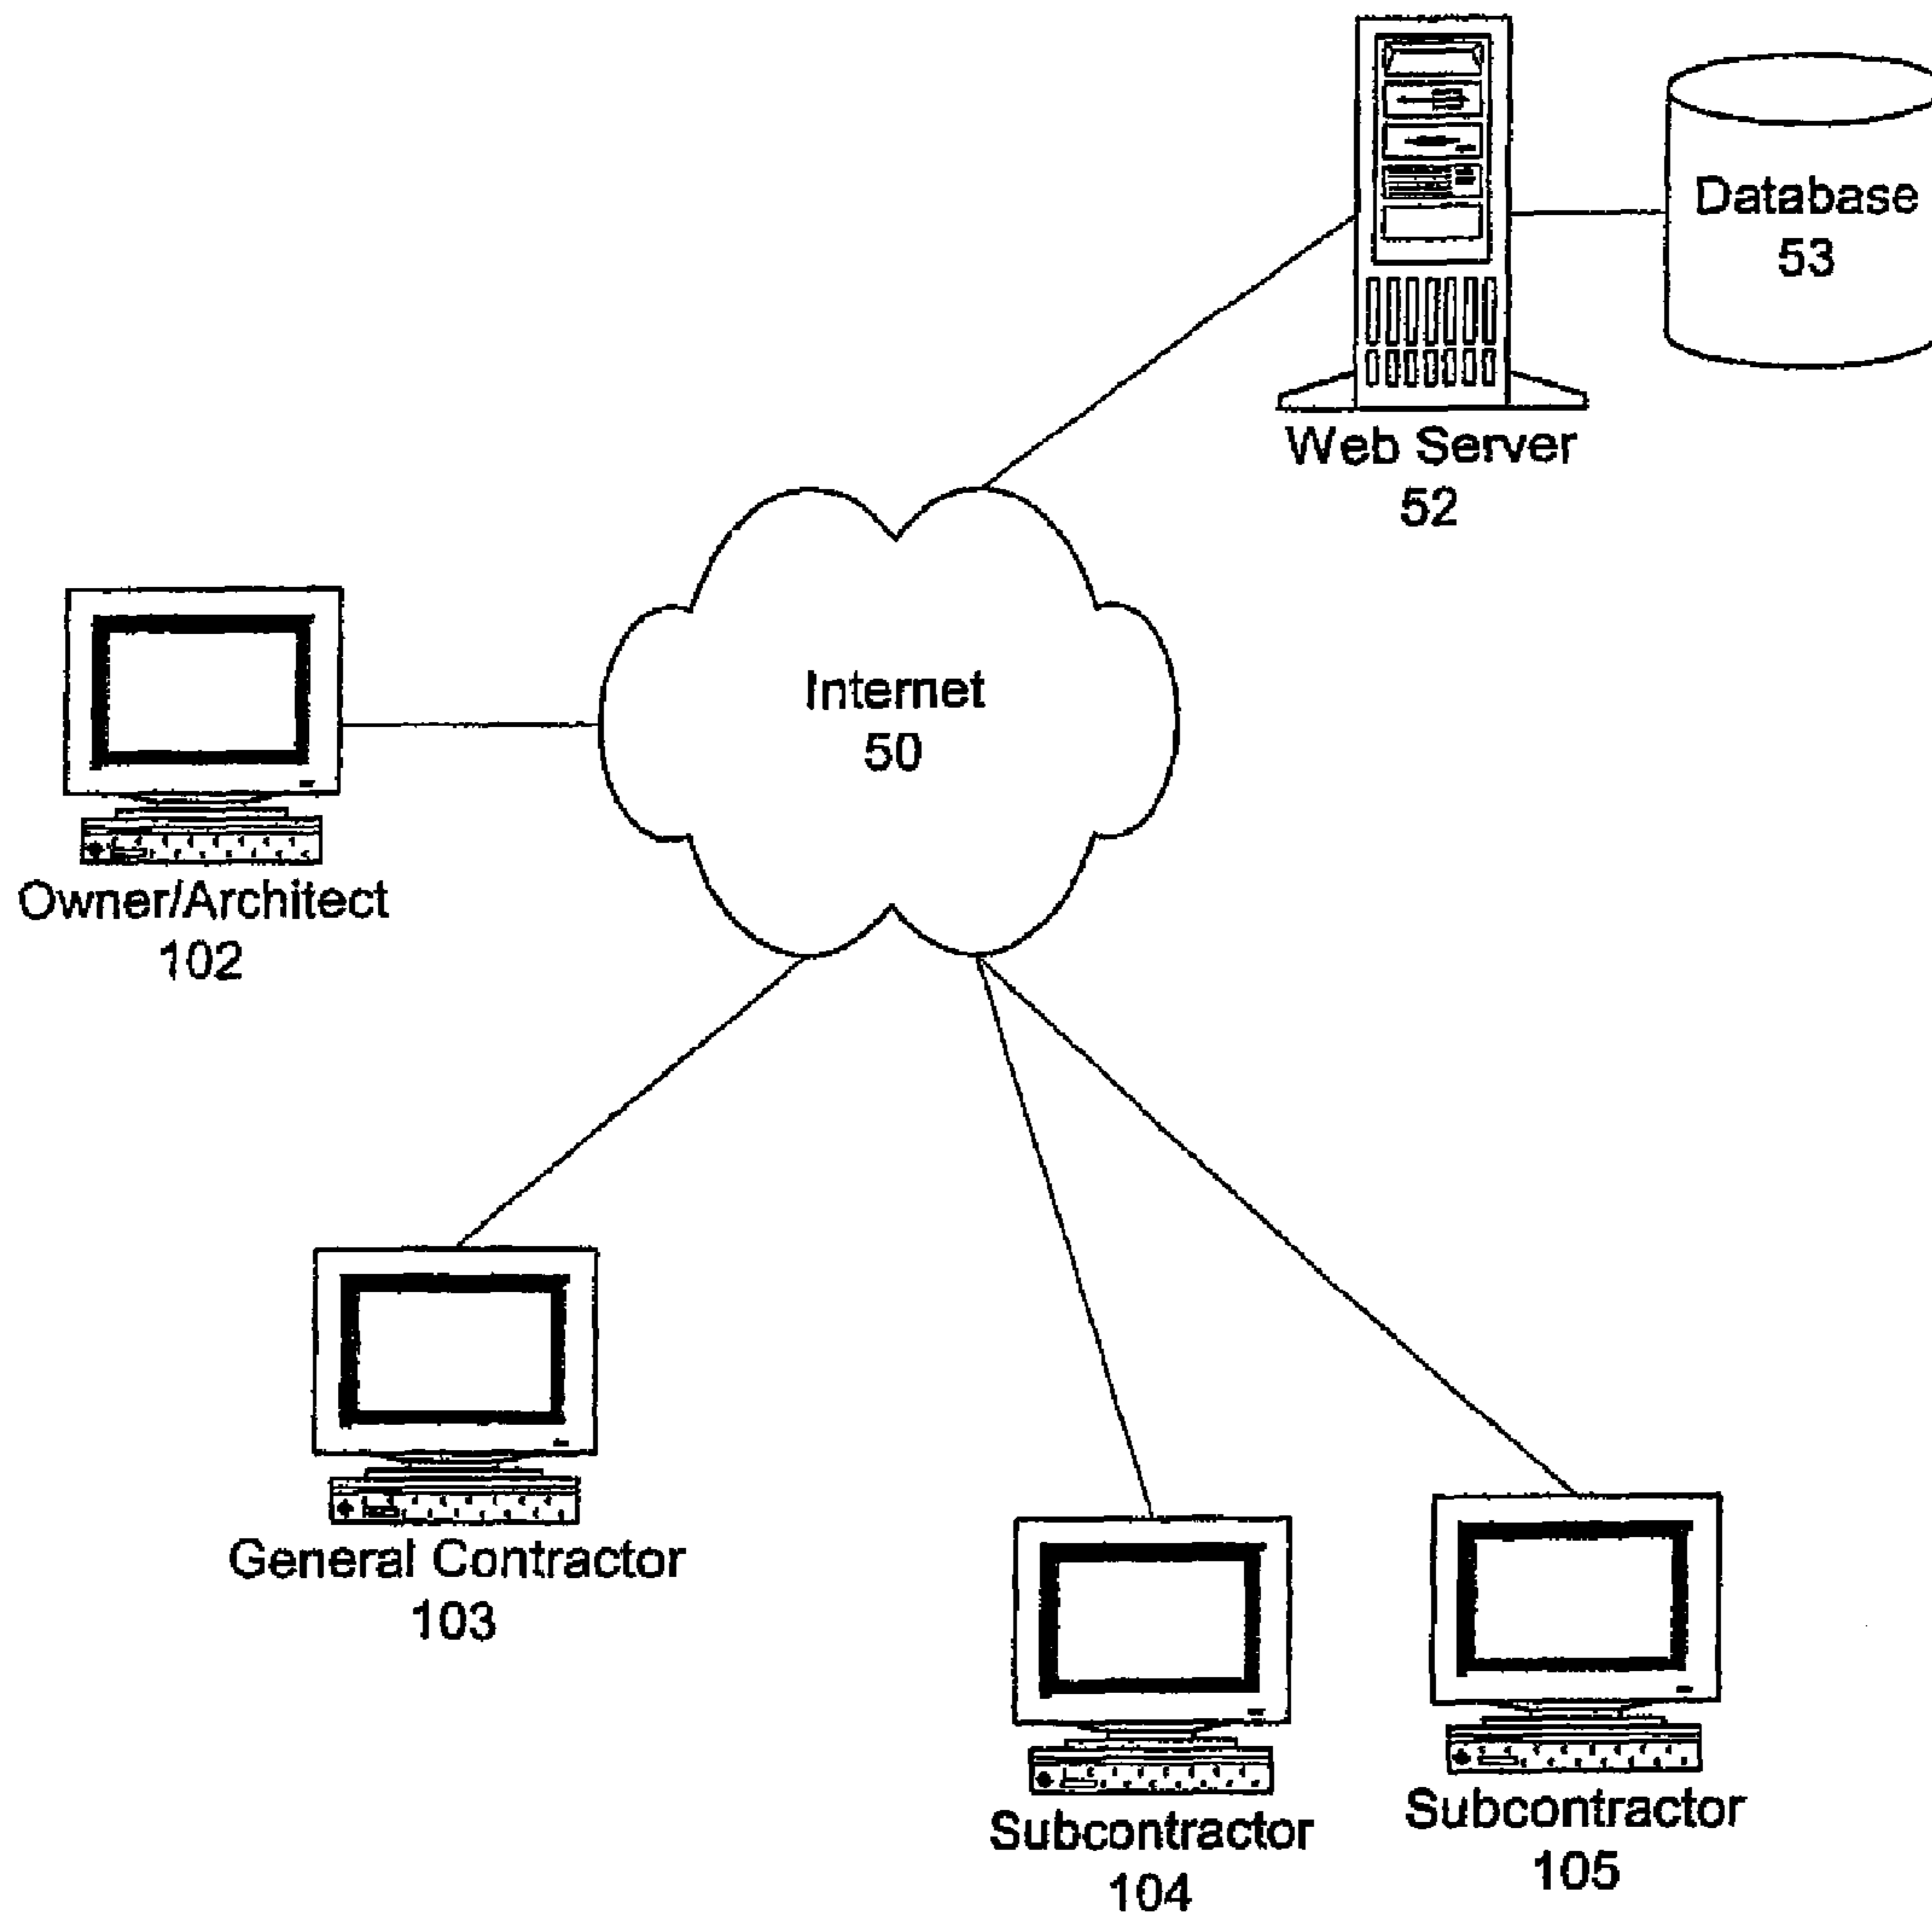 Database
53
Web Server
52
Internet
50
Owner/Architect
102
General Contractor
103
Subcontractor
104
Subcontractor
105